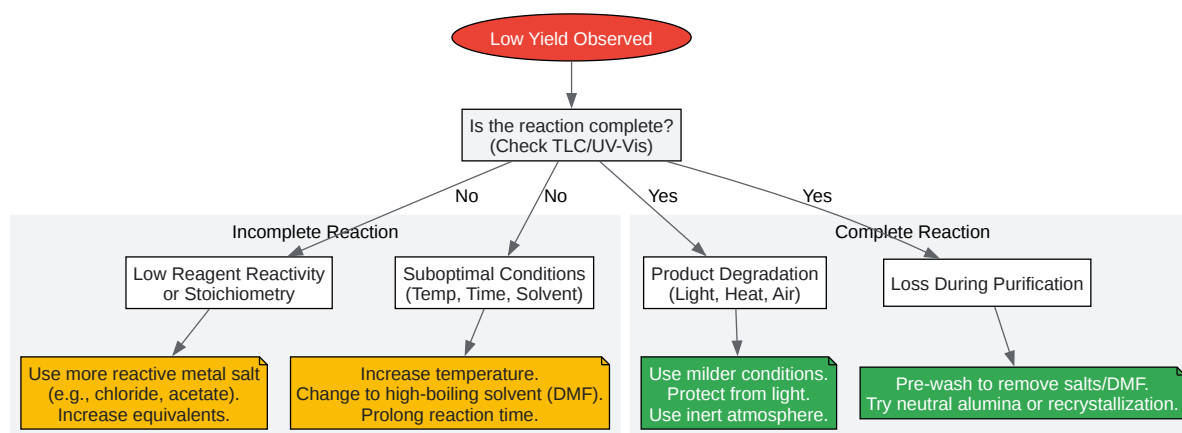 Low Yield Observed
Is the reaction complete?
(Check TLC/UV-Vis)
No
No
Yes
Yes
Incomplete Reaction
Complete Reaction
Low Reagent Reactivity
or Stoichiometry
Suboptimal Conditions
(Temp, Time, Solvent)
Product Degradation
(Light, Heat, Air)
Loss During Purification
Use more reactive metal salt
(e.g., chloride, acetate).
Increase equivalents.
Increase temperature.
Change to high-boiling solvent (DMF).
Prolong reaction time.
Use milder conditions.
Protect from light.
Use inert atmosphere.
Pre-wash to remove salts/DMF.
Try neutral alumina or recrystallization.